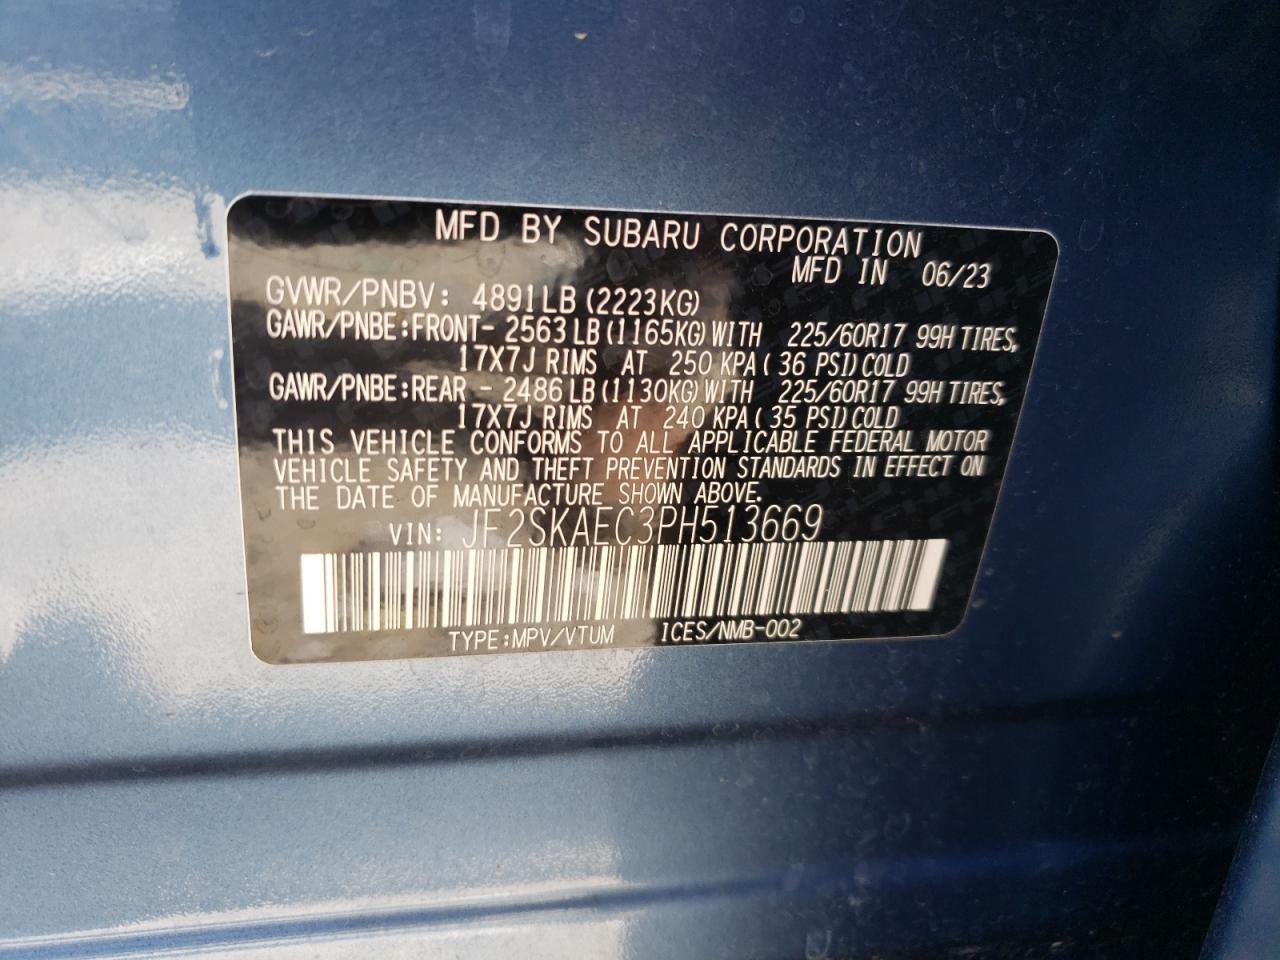 MFD BY SUBARU CORPORATION
MFD IN 06/23
GVWR/PNBV: 4891LB(2223KG)
GAWR/PNBE:FRONT- 2563LB(1165KG)WITH 225/60R17 99H TIRES,
17X7J RIMS AT 250 KPA( 36 PSI)COLD
GAWR/PNBE:REAR - 2486LB(1130KG)WITH 225/60R17 99H TIRES,
17X7J RIMS AT 240 KPA( 35 PSI)COLD
THIS VEHICLE CONFORMS TO ALL APPLICABLE FEDERAL MOTOR
VEHICLE SAFETY AND THEFT PREVENTION STANDARDS IN EFFECT ON
THE DATE OF MANUFACTURE SHOWN ABOVE.
VIN: JF2SKAEC3PH513669
TYPE:MPV/VTUM ICES/NMB-002